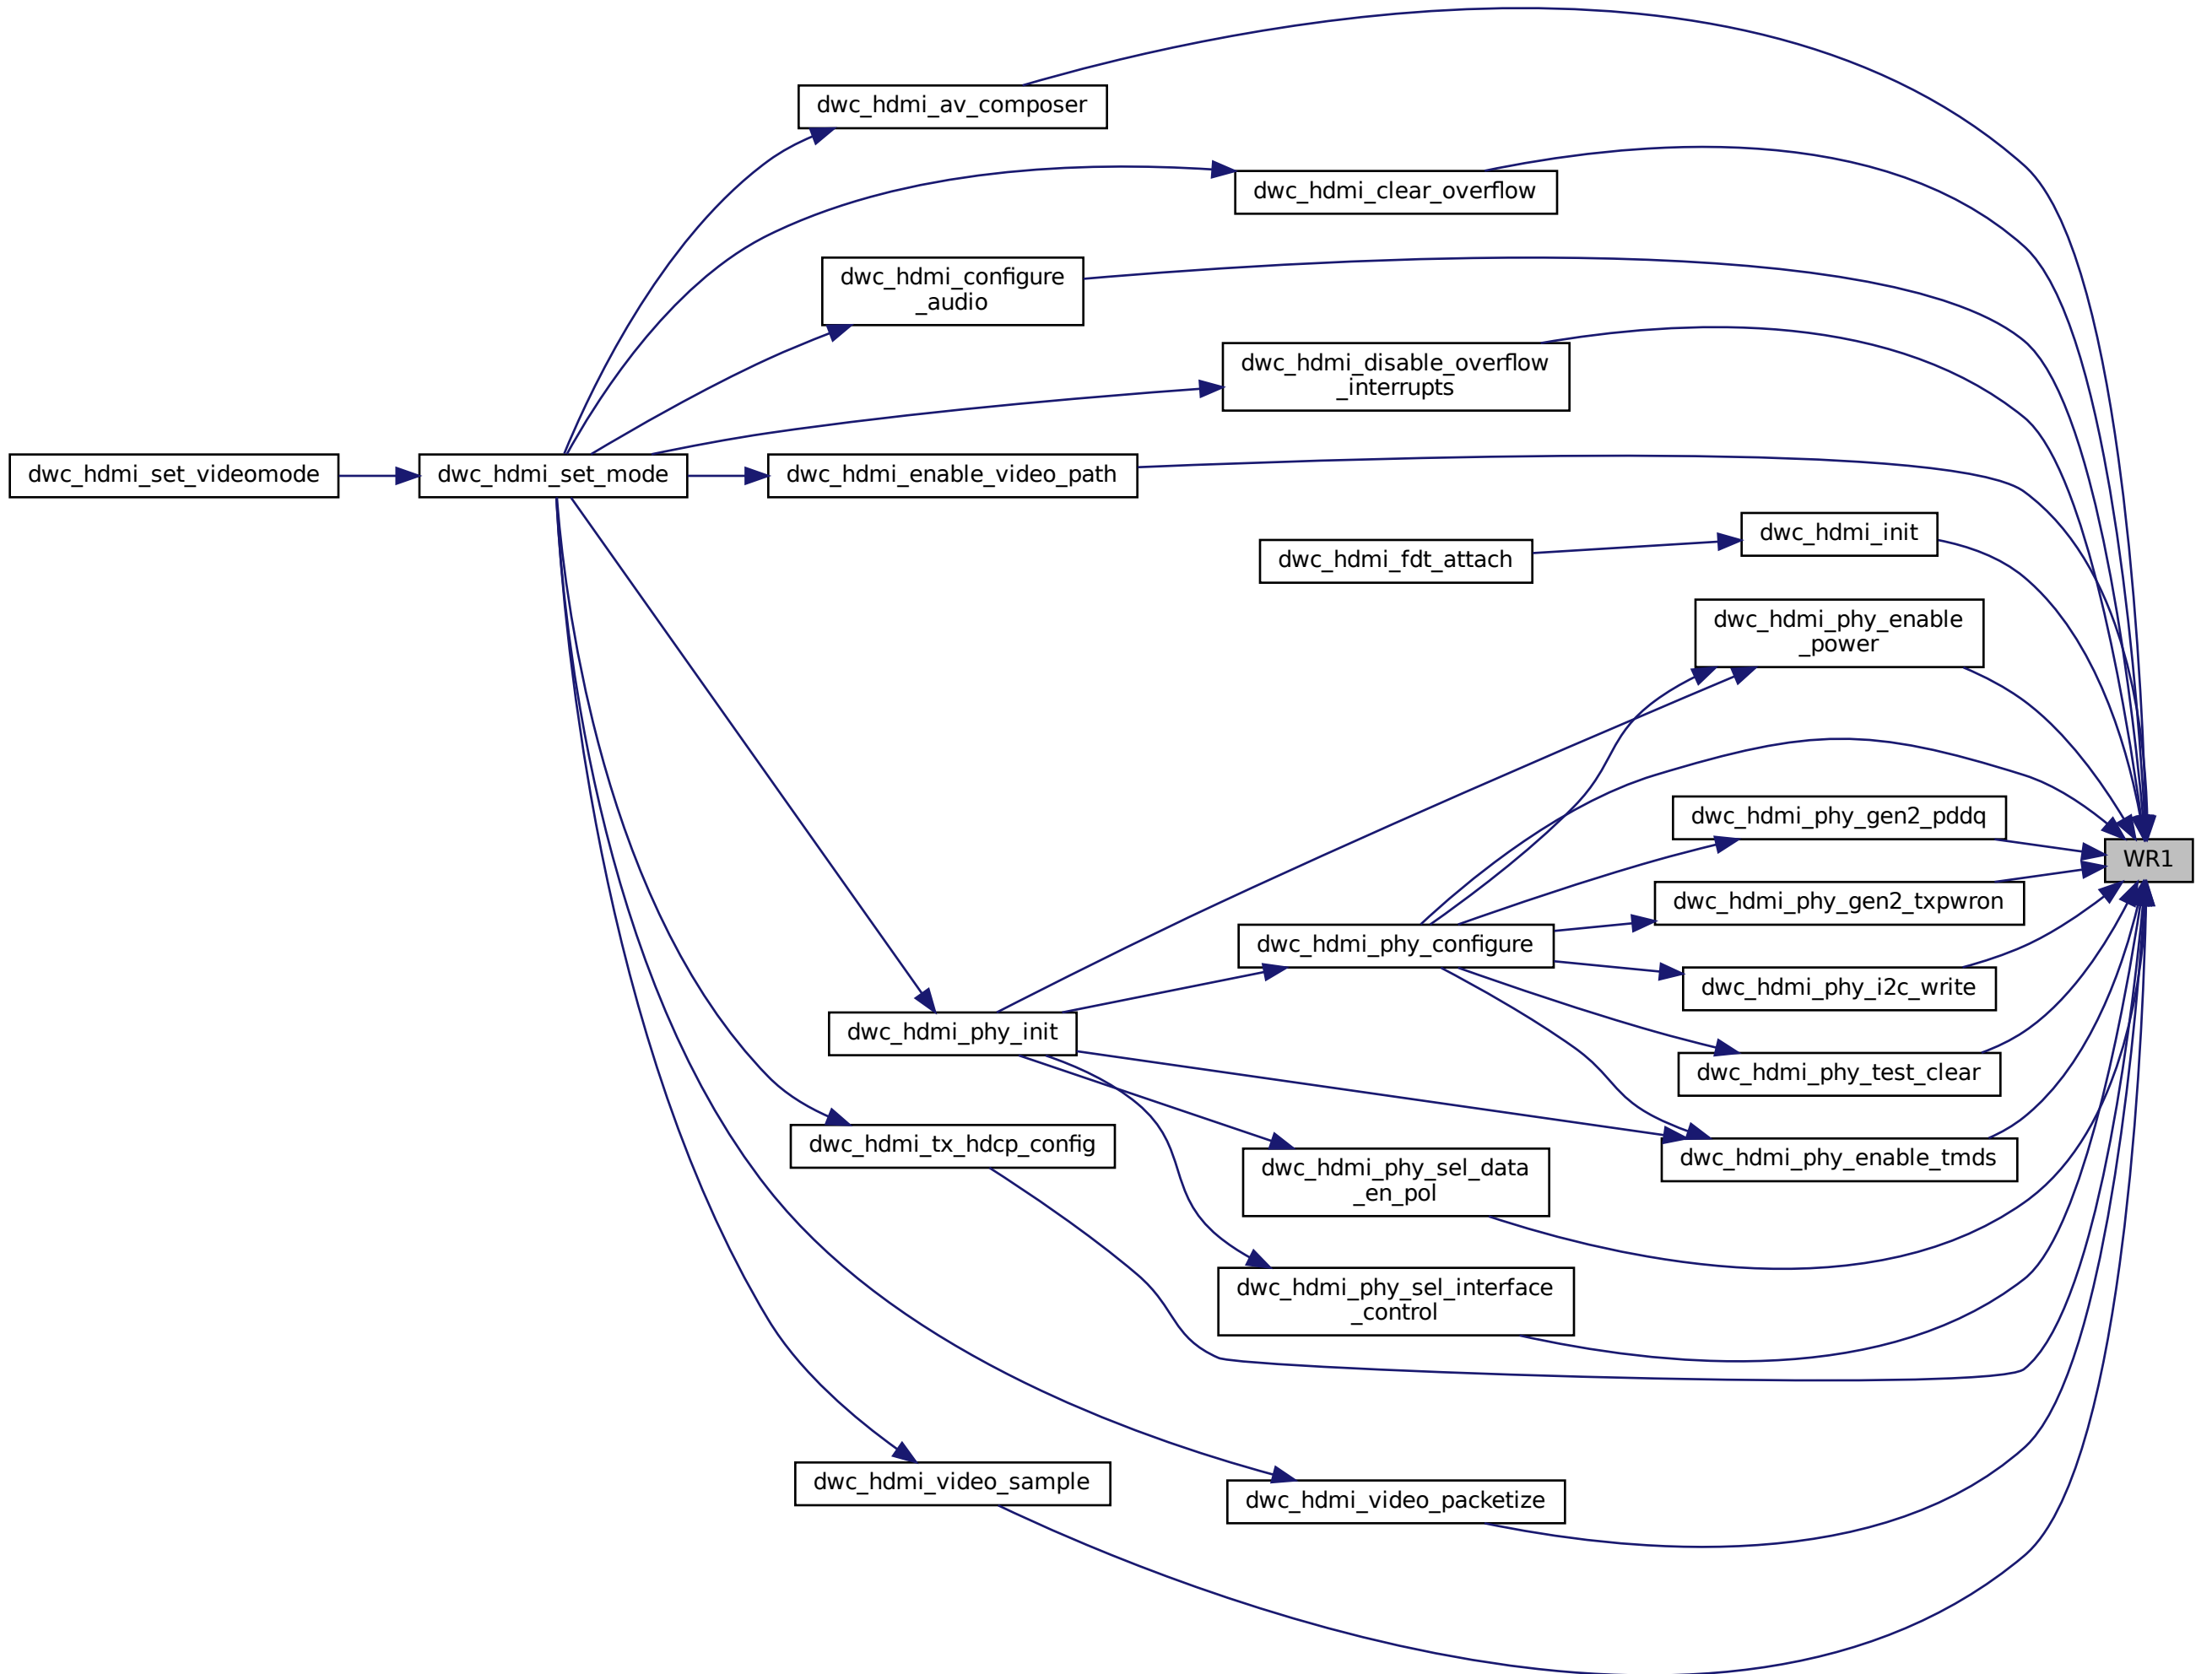 dwc_hdmi_av_composer
dwc_hdmi_clear_overflow
dwc_hdmi_configure
_audio
dwc_hdmi_disable_overflow
_interrupts
dwc_hdmi_set_videomode
dwc_hdmi_set_mode
dwc_hdmi_enable_video_path
dwc_hdmi_init
dwc_hdmi_fdt_attach
dwc_hdmi_phy_enable
_power
dwc_hdmi_phy_gen2_pddq
WR1
dwc_hdmi_phy_gen2_txpwron
dwc_hdmi_phy_configure
dwc_hdmi_phy_i2c_write
dwc_hdmi_phy_init
dwc_hdmi_phy_test_clear
dwc_hdmi_tx_hdcp_config
dwc_hdmi_phy_enable_tmds
dwc_hdmi_phy_sel_data
_en_pol
dwc_hdmi_phy_sel_interface
_control
dwc_hdmi_video_sample
dwc_hdmi_video_packetize